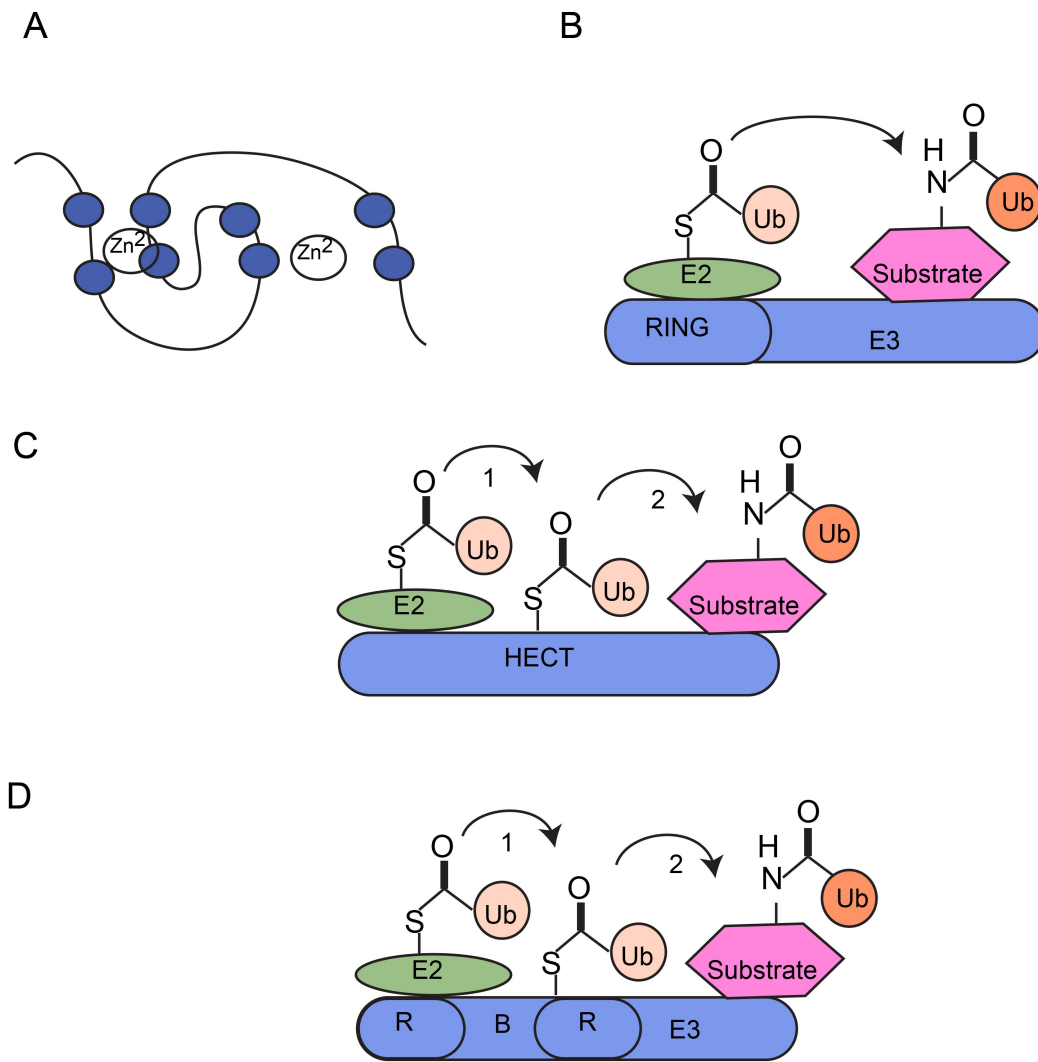 A
Zn2
Zn2
B
O
S
Ub
E2
RING
E3
H
N
O
Ub
Substrate
C
1
2
O
S
Ub
E2
O
S
Ub
HECT
H
N
O
Ub
Substrate
D
1
2
O
S
Ub
E2
O
S
Ub
R
B
R
E3
H
N
O
Ub
Substrate